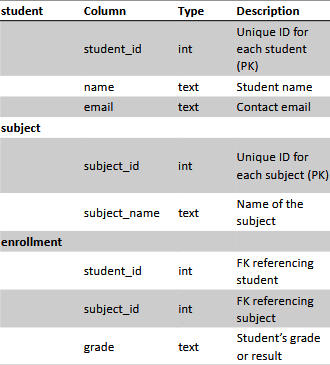 student Column Type Description
student_id int Unique ID for
each student
(PK)
name text Student name
email text Contact email
subject
subject_id int Unique ID for
each subject (PK)
subject_name text Name of the
subject
enrollment
student_id int FK referencing
student
subject_id int FK referencing
subject
grade text Student’s grade
or result